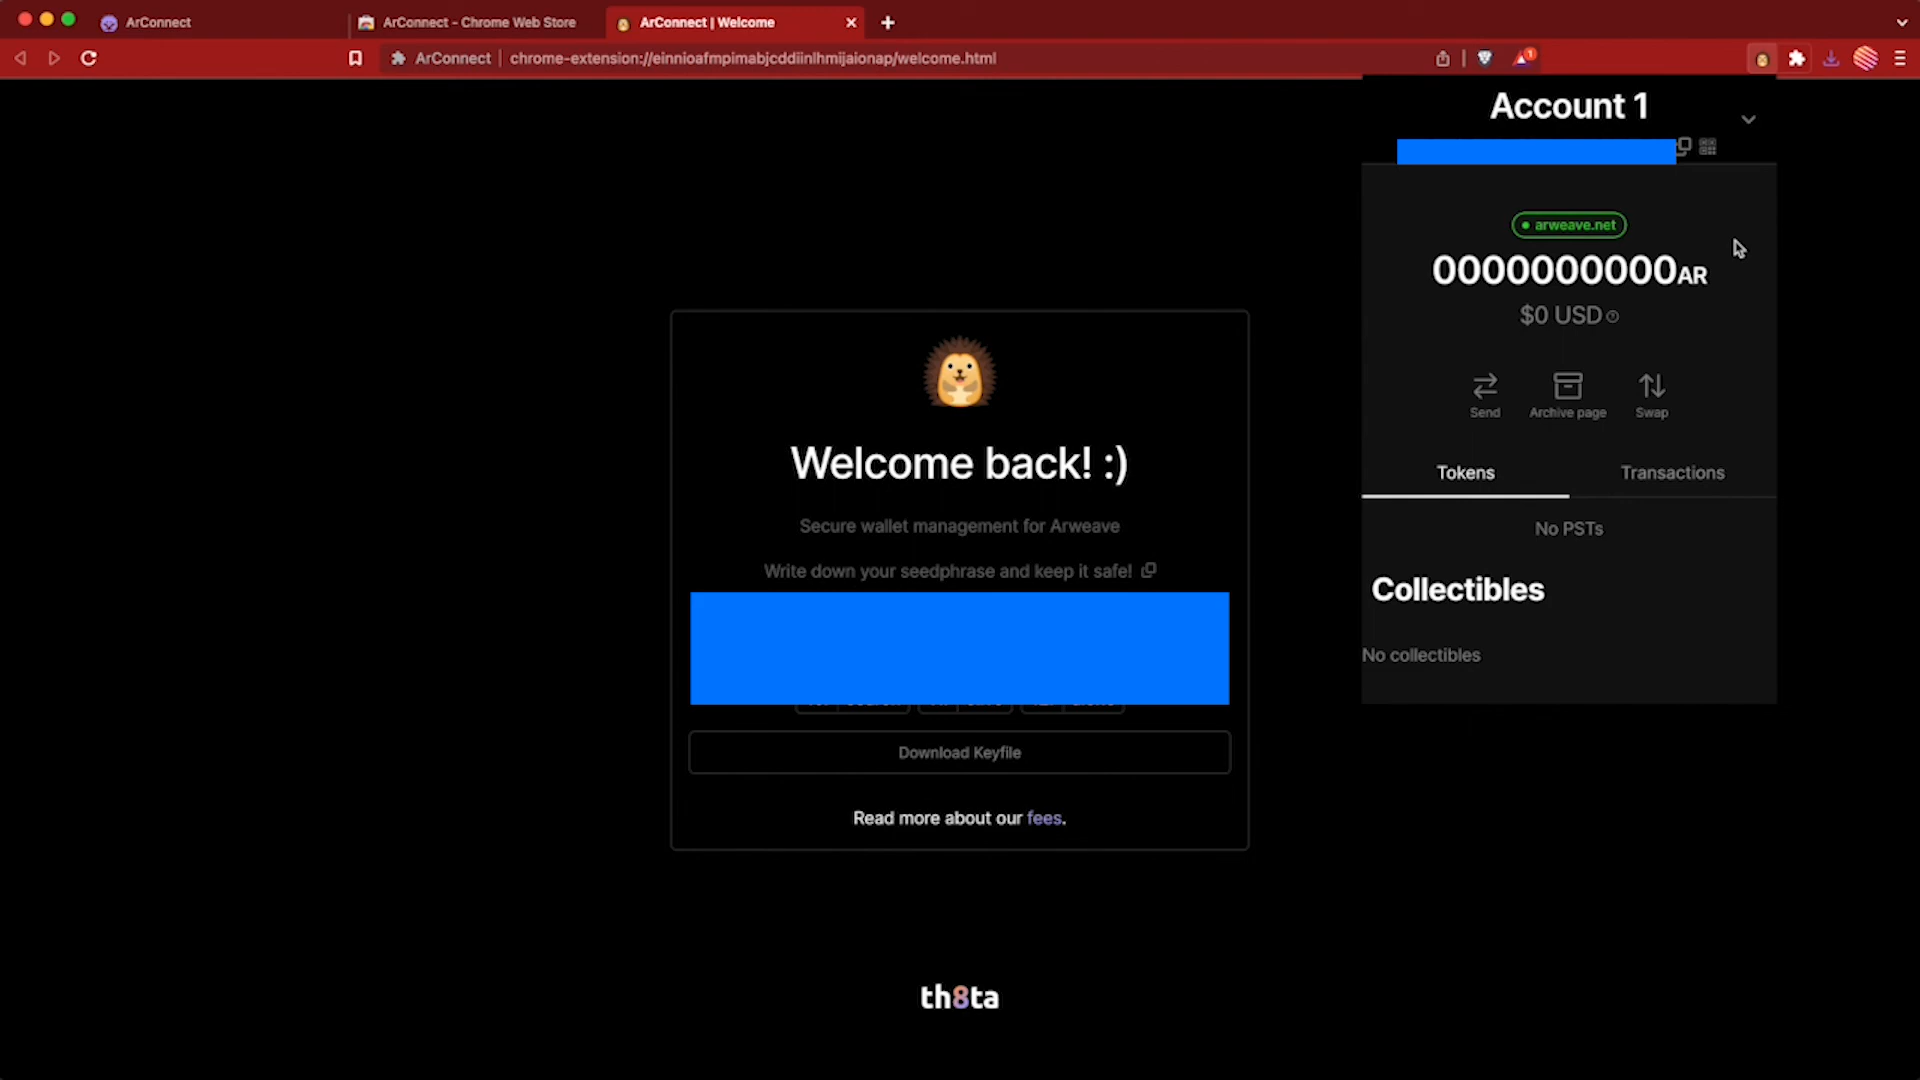 ArConnect
ArConnect - Chrome Web Store
ArConnect | Welcome
ArConnect
chrome-extension://einnioafmpimabjcddiinlhmijaionap/welcome.html
1
Account 1
arweave.net
0000000000AR
$0 USD
Send
Archive page
Swap
Tokens
Transactions
No PSTs
Collectibles
No collectibles
Welcome back! :)
Secure wallet management for Arweave
Write down your seedphrase and keep it safe!
Download Keyfile
Read more about our fees.
th8ta